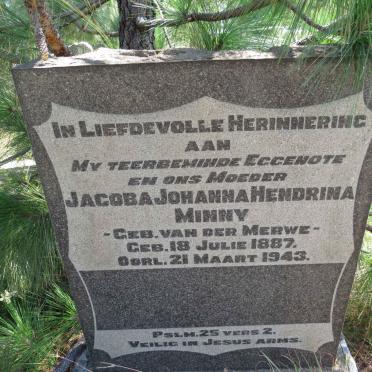 In Liefdevolle Herinnering
aan
My teerbeminde Eggenote
en ons Moeder
Jacoba Johanna Hendrina
Minny
- Geb. van der Merwe -
Geb. 18 Julie 1887.
Oorl. 21 Maart 1943.
Pslm. 25 vers 2.
Veilig in Jesus arms.